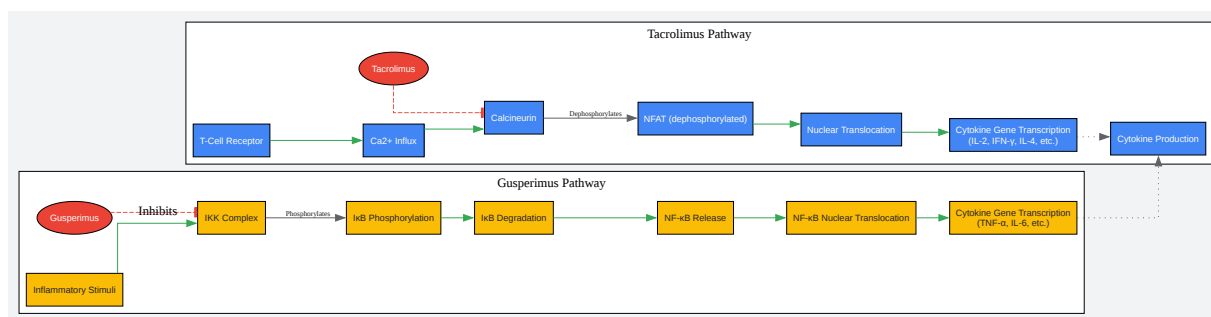 Tacrolimus Pathway
Tacrolimus
T-Cell Receptor
Ca2+ Influx
Calcineurin
Dephosphorylates
NFAT (dephosphorylated)
Nuclear Translocation
Cytokine Gene Transcription
(IL-2, IFN-γ, IL-4, etc.)
Cytokine Production
Gusperimus Pathway
Gusperimus
Inhibits
Inflammatory Stimuli
IKK Complex
Phosphorylates
IκB Phosphorylation
IκB Degradation
NF-κB Release
NF-κB Nuclear Translocation
Cytokine Gene Transcription
(TNF-α, IL-6, etc.)